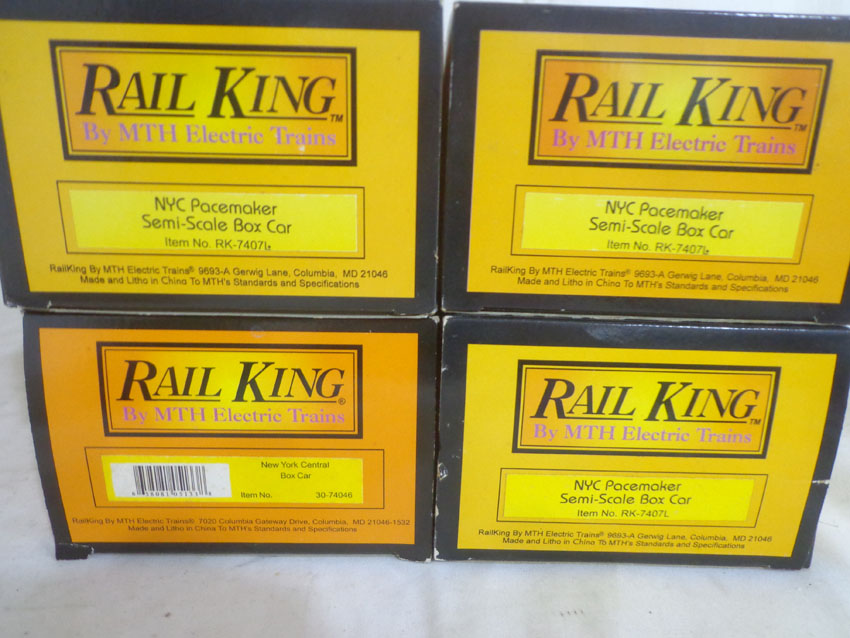 RAIL KING™
By MTH Electric Trains
NYC Pacemaker
Semi-Scale Box Car
Item No. RK-7407L
RailKing By MTH Electric Trains® 9693-A Gerwig Lane, Columbia, MD 21046
Made and Litho in China To MTH's Standards and Specifications
RAIL KING™
By MTH Electric Trains
NYC Pacemaker
Semi-Scale Box Car
Item No. RK-7407L
RailKing By MTH Electric Trains® 9693-A Gerwig Lane, Columbia, MD 21046
Made and Litho in China To MTH's Standards and Specifications
RAIL KING®
By MTH Electric Trains
New York Central
Box Car
Item No. 30-74046
RailKing By MTH Electric Trains® 7020 Columbia Gateway Drive, Columbia, MD 21046-1532
Made and Litho in China To MTH's Standards and Specifications
RAIL KING™
By MTH Electric Trains
NYC Pacemaker
Semi-Scale Box Car
Item No. RK-7407L
RailKing By MTH Electric Trains® 9693-A Gerwig Lane, Columbia, MD 21046
Made and Litho in China To MTH's Standards and Specifications